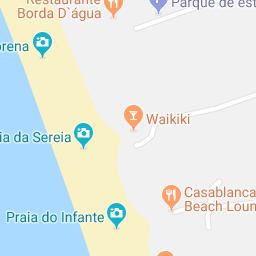 Restaurante
Borda D`água
Parque de est
orena
Waikiki
ia da Sereia
Casablanca
Beach Loun
Praia do Infante